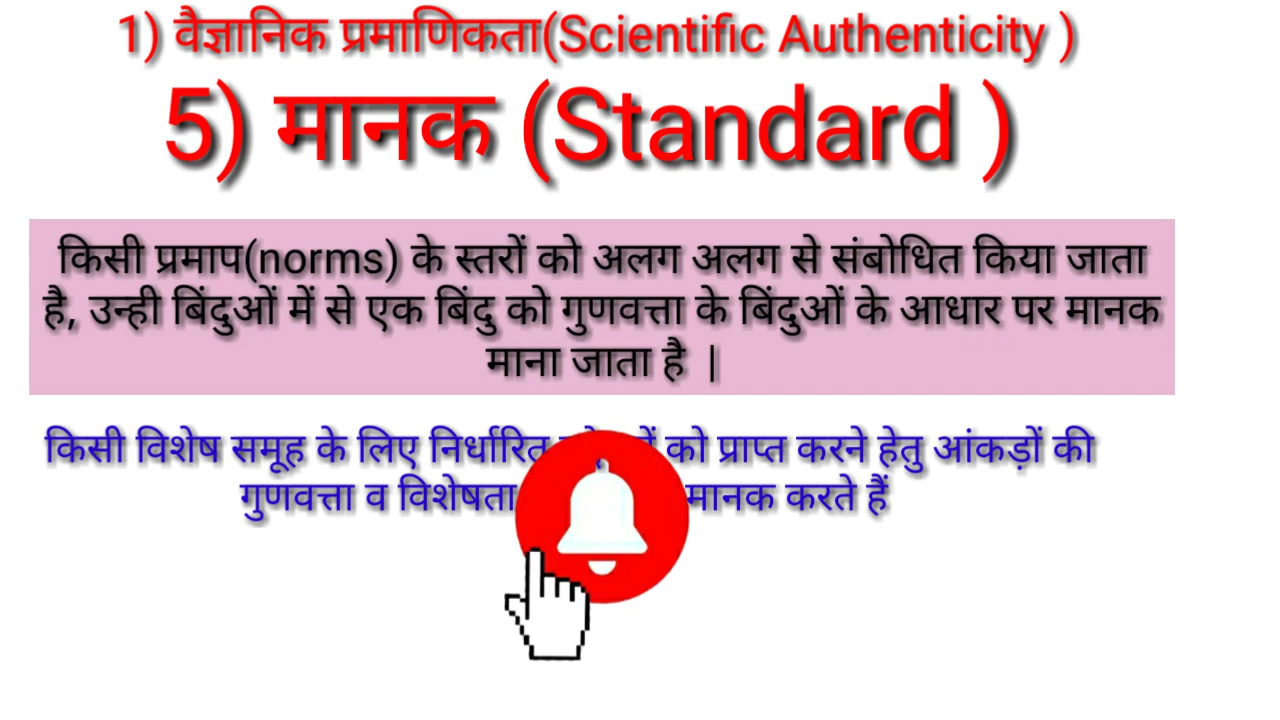 1) वैज्ञानिक प्रमाणिकता(Scientific Authenticity )
5) मानक (Standard )
किसी प्रमाप(norms) के स्तरों को अलग अलग से संबोधित किया जाता
है, उन्ही बिंदुओं में से एक बिंदु को गुणवत्ता के बिंदुओं के आधार पर मानक
माना जाता है |
किसी विशेष समूह के लिए निर्धारित को प्राप्त करने हेतु आंकड़ों की
गुणवत्ता व विशेषता मानक करते हैं